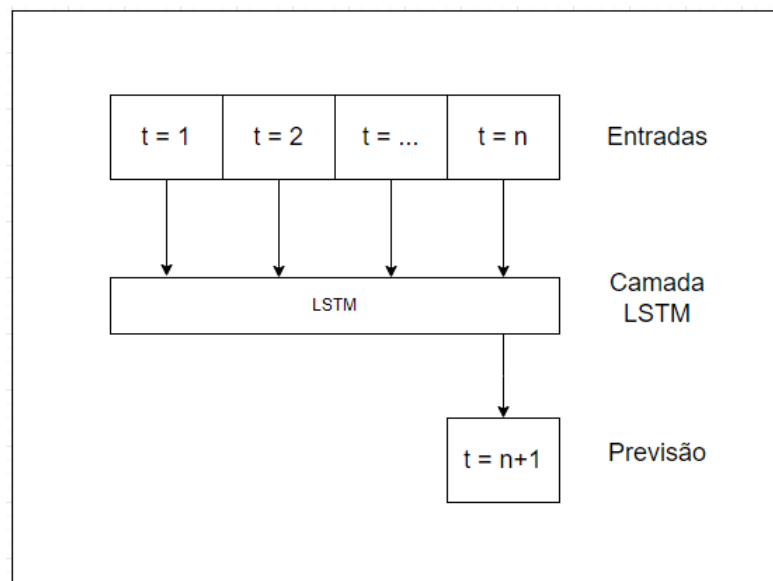 t = 1
t = 2
t = ...
t = n
Entradas
LSTM
Camada
LSTM
t = n+1
Previsão